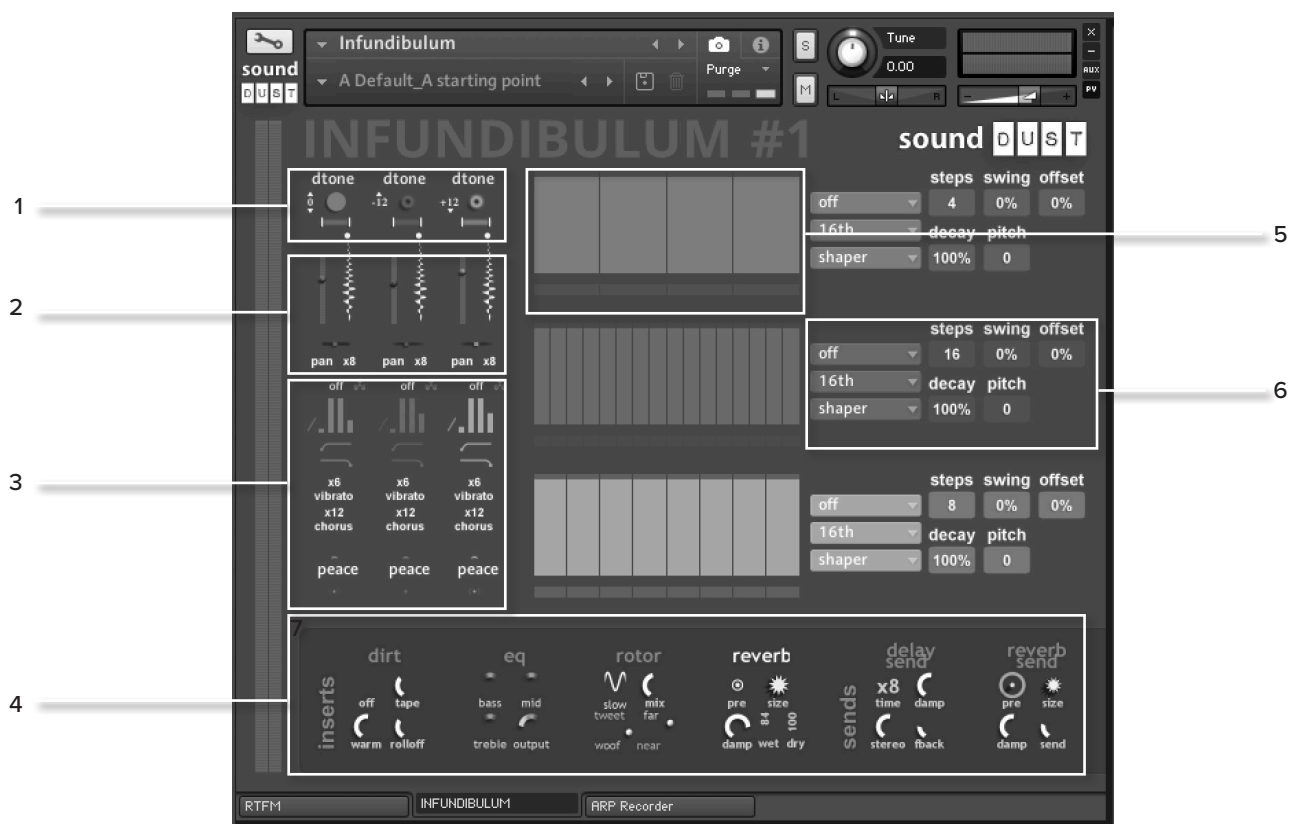 Infundibulum
sound
DUST
A Default_A starting point
Purge
S
M
Tune
0.00
L R
- +
×
-
AUX
PV
INFUNDIBULUM #1
sound DUST
1
dtone dtone dtone
0 -12 +12
2
pan x8 pan x8 pan x8
3
off off off
x6 x6 x6
vibrato vibrato vibrato
x12 x12 x12
chorus chorus chorus
peace peace peace
5
steps swing offset
off 4 0% 0%
16th decay pitch
shaper 100% 0
6
steps swing offset
off 16 0% 0%
16th decay pitch
shaper 100% 0
steps swing offset
off 8 0% 0%
16th decay pitch
shaper 100% 0
7
4
inserts
dirt
off tape
warm rolloff
eq
bass mid
treble output
rotor
slow mix
tweet far
woof near
reverb
pre size
84 100
damp wet dry
sends
delay
send
x8
time damp
stereo fback
reverb
send
pre size
damp send
RTFM
INFUNDIBULUM
ARP Recorder